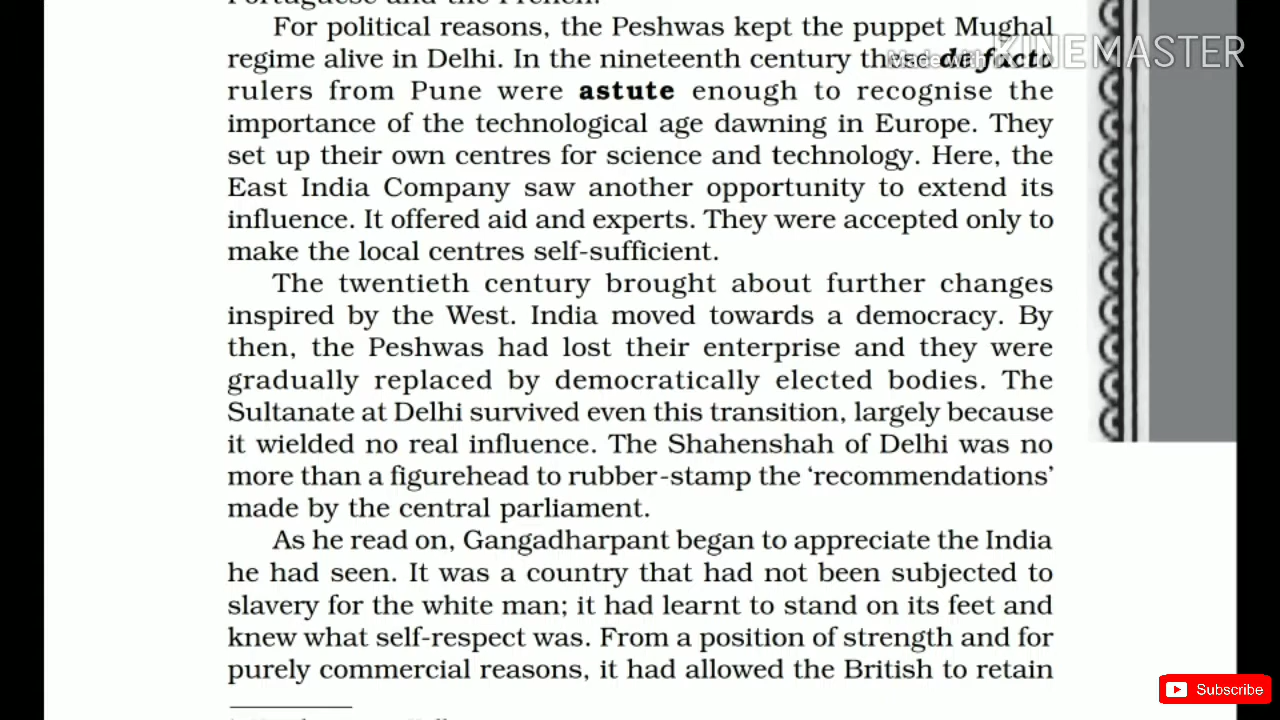 Portuguese and the French.
For political reasons, the Peshwas kept the puppet Mughal
regime alive in Delhi. In the nineteenth century these de facto
rulers from Pune were astute enough to recognise the
importance of the technological age dawning in Europe. They
set up their own centres for science and technology. Here, the
East India Company saw another opportunity to extend its
influence. It offered aid and experts. They were accepted only to
make the local centres self-sufficient.
The twentieth century brought about further changes
inspired by the West. India moved towards a democracy. By
then, the Peshwas had lost their enterprise and they were
gradually replaced by democratically elected bodies. The
Sultanate at Delhi survived even this transition, largely because
it wielded no real influence. The Shahenshah of Delhi was no
more than a figurehead to rubber-stamp the ‘recommendations’
made by the central parliament.
As he read on, Gangadharpant began to appreciate the India
he had seen. It was a country that had not been subjected to
slavery for the white man; it had learnt to stand on its feet and
knew what self-respect was. From a position of strength and for
purely commercial reasons, it had allowed the British to retain
Made with KINEMASTER
Subscribe